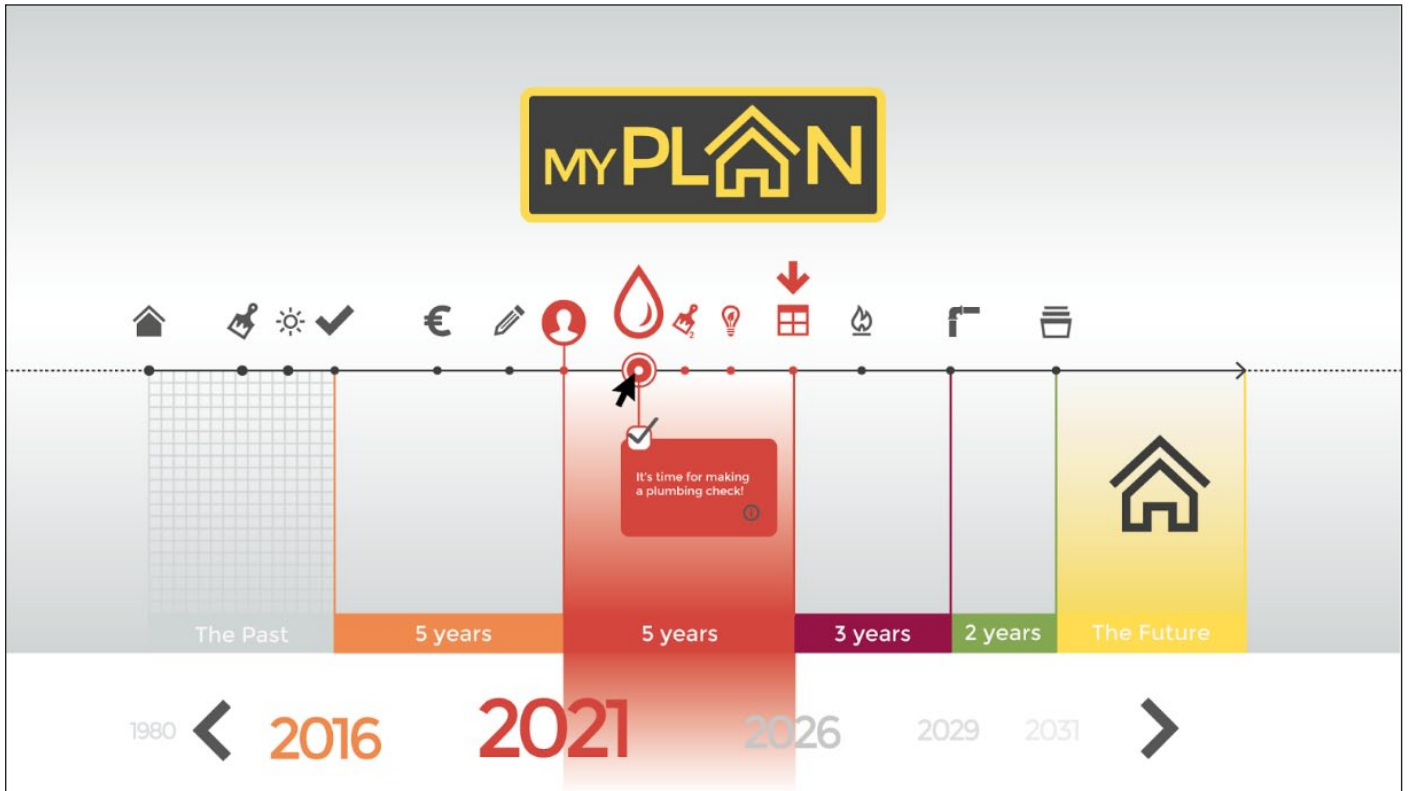 MYPLAN
€
2
It's time for making
a plumbing check!
The Past 5 years 5 years 3 years 2 years The Future
1980 2016 2021 2026 2029 2031